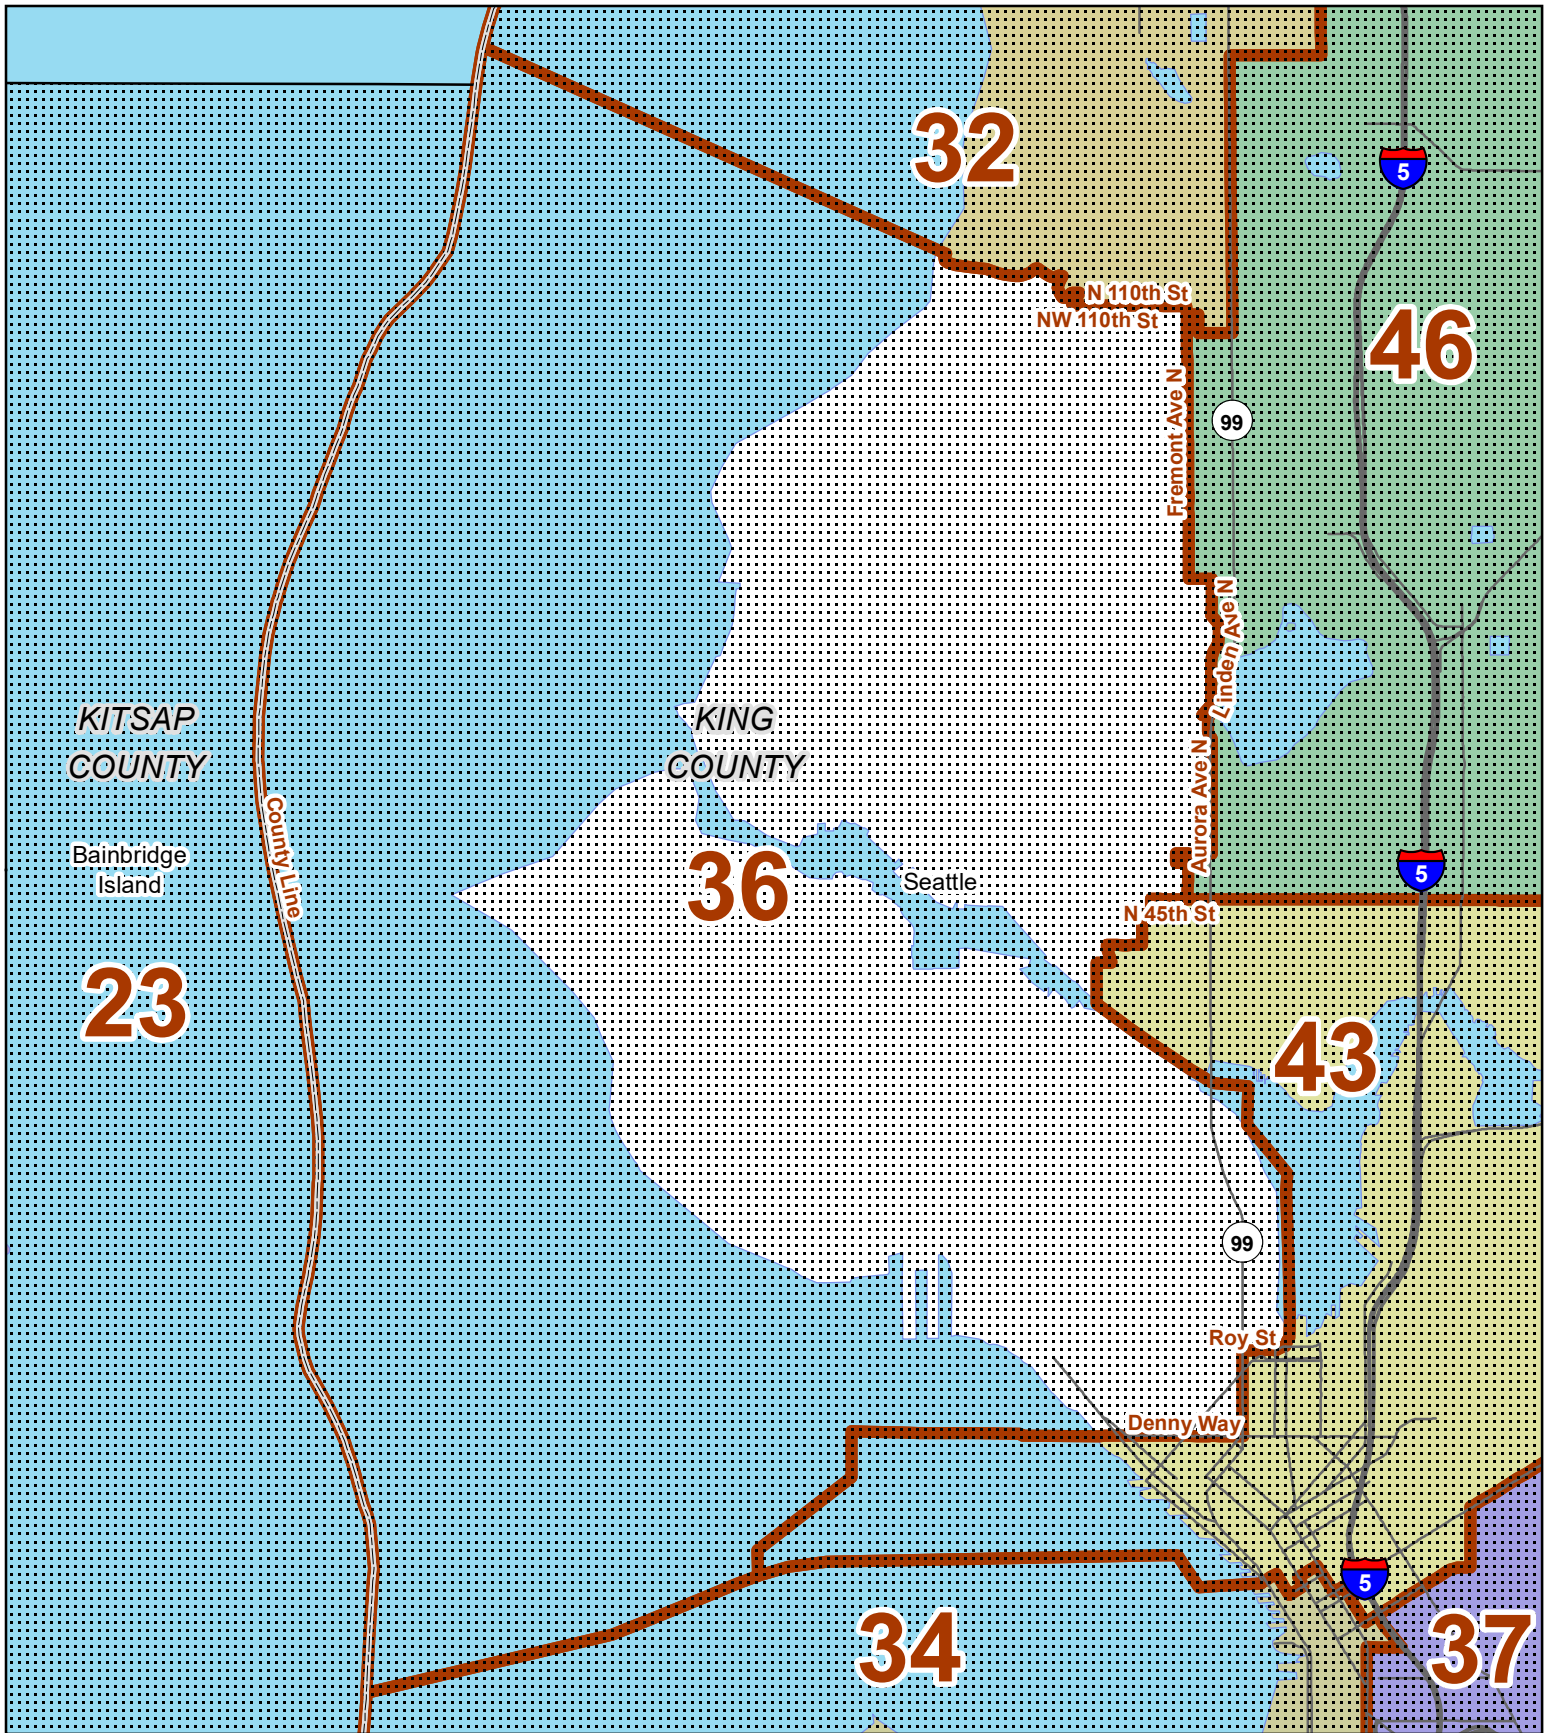 32
5
N 110th St
NW 110th St
46
Fremont Ave N
99
Linden Ave N
KITSAP
COUNTY
KING
COUNTY
Aurora Ave N
County Line
Bainbridge
Island
36
Seattle
5
N 45th St
23
43
99
Roy St
Denny Way
5
34
37